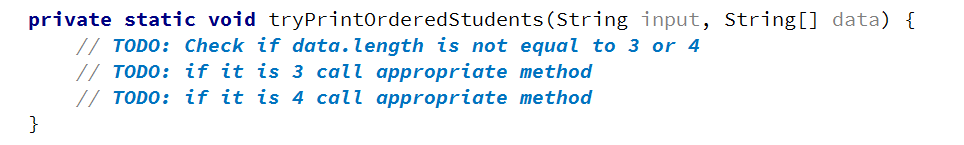 private static void tryPrintOrderedStudents(String input, String[] data) {
// TODO: Check if data.length is not equal to 3 or 4
// TODO: if it is 3 call appropriate method
// TODO: if it is 4 call appropriate method
}